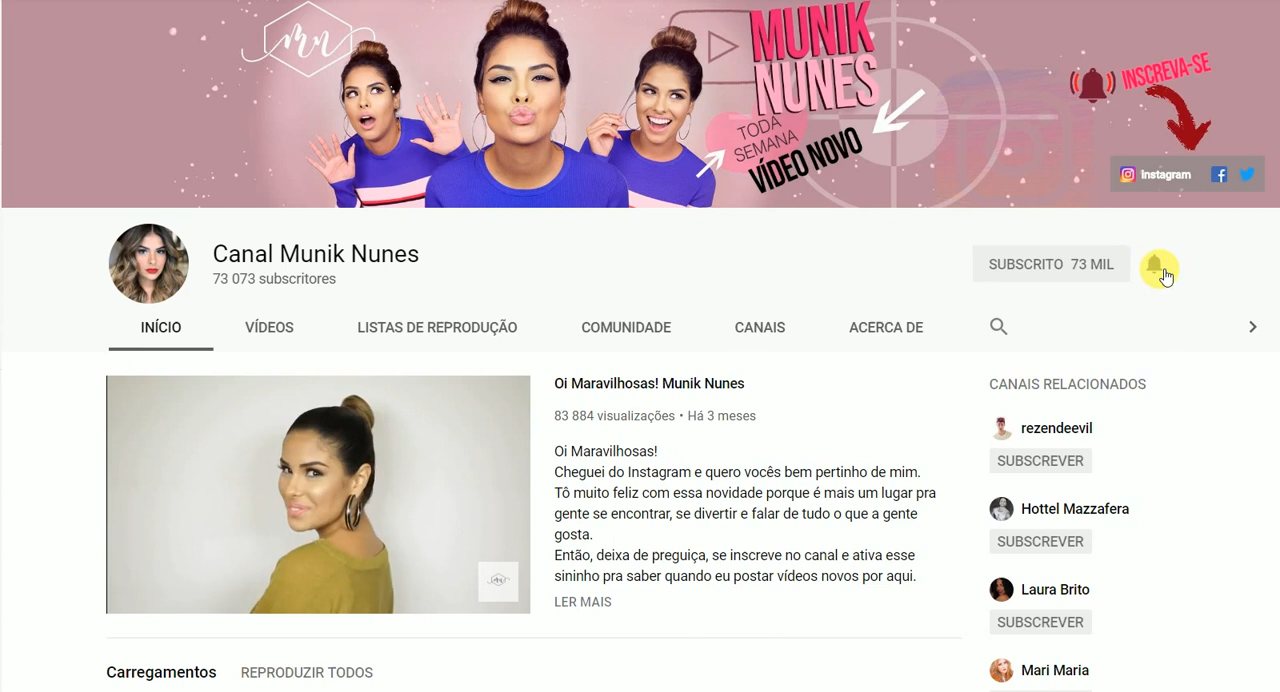 mn
MUNIK
NUNES
TODA
SEMANA
VÍDEO NOVO
INSCREVA-SE
Instagram
Canal Munik Nunes
73 073 subscritores
SUBSCRITO 73 MIL
INÍCIO VÍDEOS LISTAS DE REPRODUÇÃO COMUNIDADE CANAIS ACERCA DE
Oi Maravilhosas! Munik Nunes
83 884 visualizações • Há 3 meses
Oi Maravilhosas!
Cheguei do Instagram e quero vocês bem pertinho de mim.
Tô muito feliz com essa novidade porque é mais um lugar pra
gente se encontrar, se divertir e falar de tudo o que a gente
gosta.
Então, deixa de preguiça, se inscreve no canal e ativa esse
sininho pra saber quando eu postar vídeos novos por aqui.
LER MAIS
mn
CANAIS RELACIONADOS
rezendeevil
SUBSCREVER
Hottel Mazzafera
SUBSCREVER
Laura Brito
SUBSCREVER
Mari Maria
Carregamentos REPRODUZIR TODOS